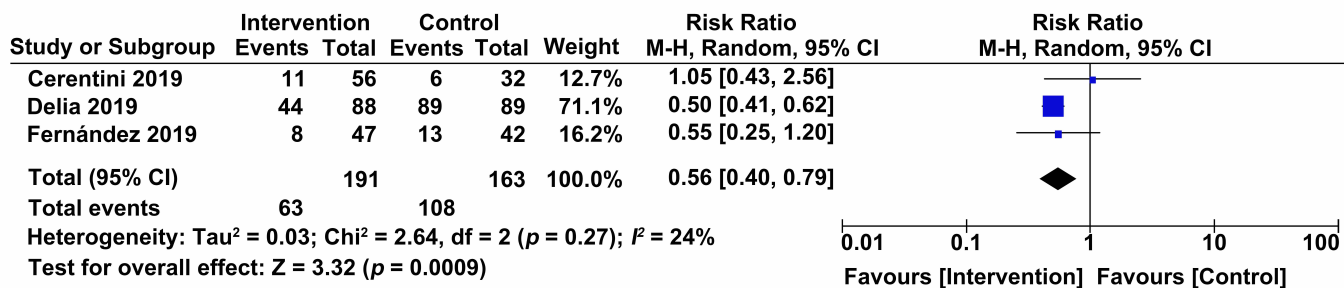 Intervention Control Risk Ratio Risk Ratio
Study or Subgroup Events Total Events Total Weight M-H, Random, 95% CI M-H, Random, 95% CI
Cerentini 2019 11 56 6 32 12.7% 1.05 [0.43, 2.56]
Delia 2019 44 88 89 89 71.1% 0.50 [0.41, 0.62]
Fernández 2019 8 47 13 42 16.2% 0.55 [0.25, 1.20]
Total (95% CI) 191 163 100.0% 0.56 [0.40, 0.79]
Total events 63 108
Heterogeneity: Tau² = 0.03; Chi² = 2.64, df = 2 (p = 0.27); I² = 24%
0.01 0.1 1 10 100
Test for overall effect: Z = 3.32 (p = 0.0009)
Favours [Intervention] Favours [Control]